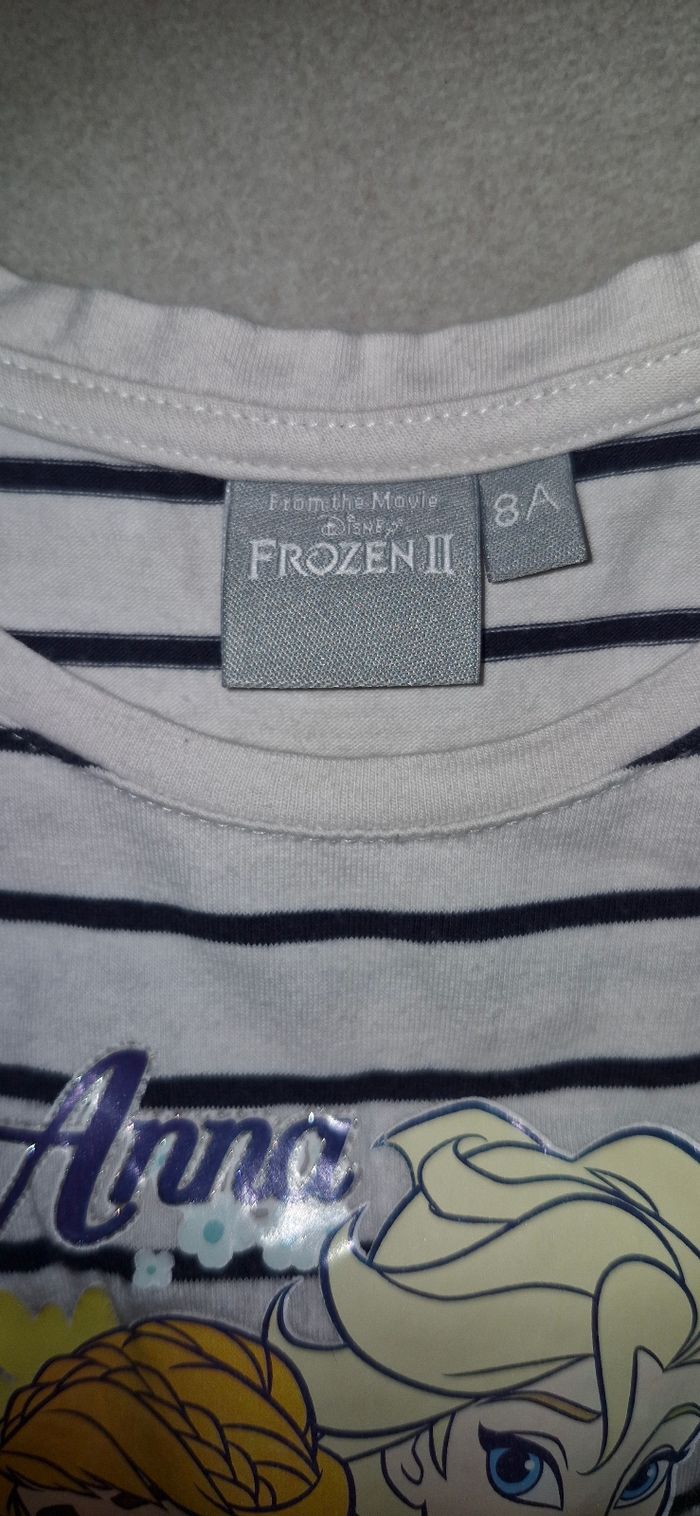 From the Movie
DISNEY
FROZEN II
8A
Anna